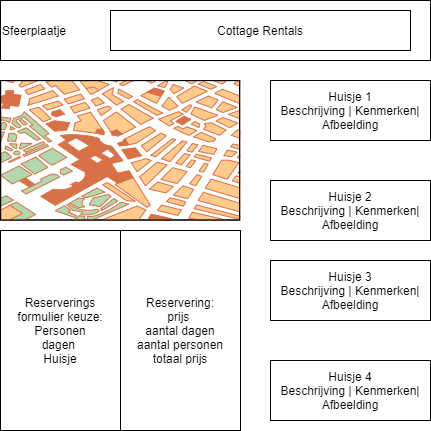 Sfeerplaatje
Cottage Rentals
Huisje 1
Beschrijving | Kenmerken|
Afbeelding
Huisje 2
Beschrijving | Kenmerken|
Afbeelding
Reserverings
formulier keuze:
Personen
dagen
Huisje
Reservering:
prijs
aantal dagen
aantal personen
totaal prijs
Huisje 3
Beschrijving | Kenmerken|
Afbeelding
Huisje 4
Beschrijving | Kenmerken|
Afbeelding